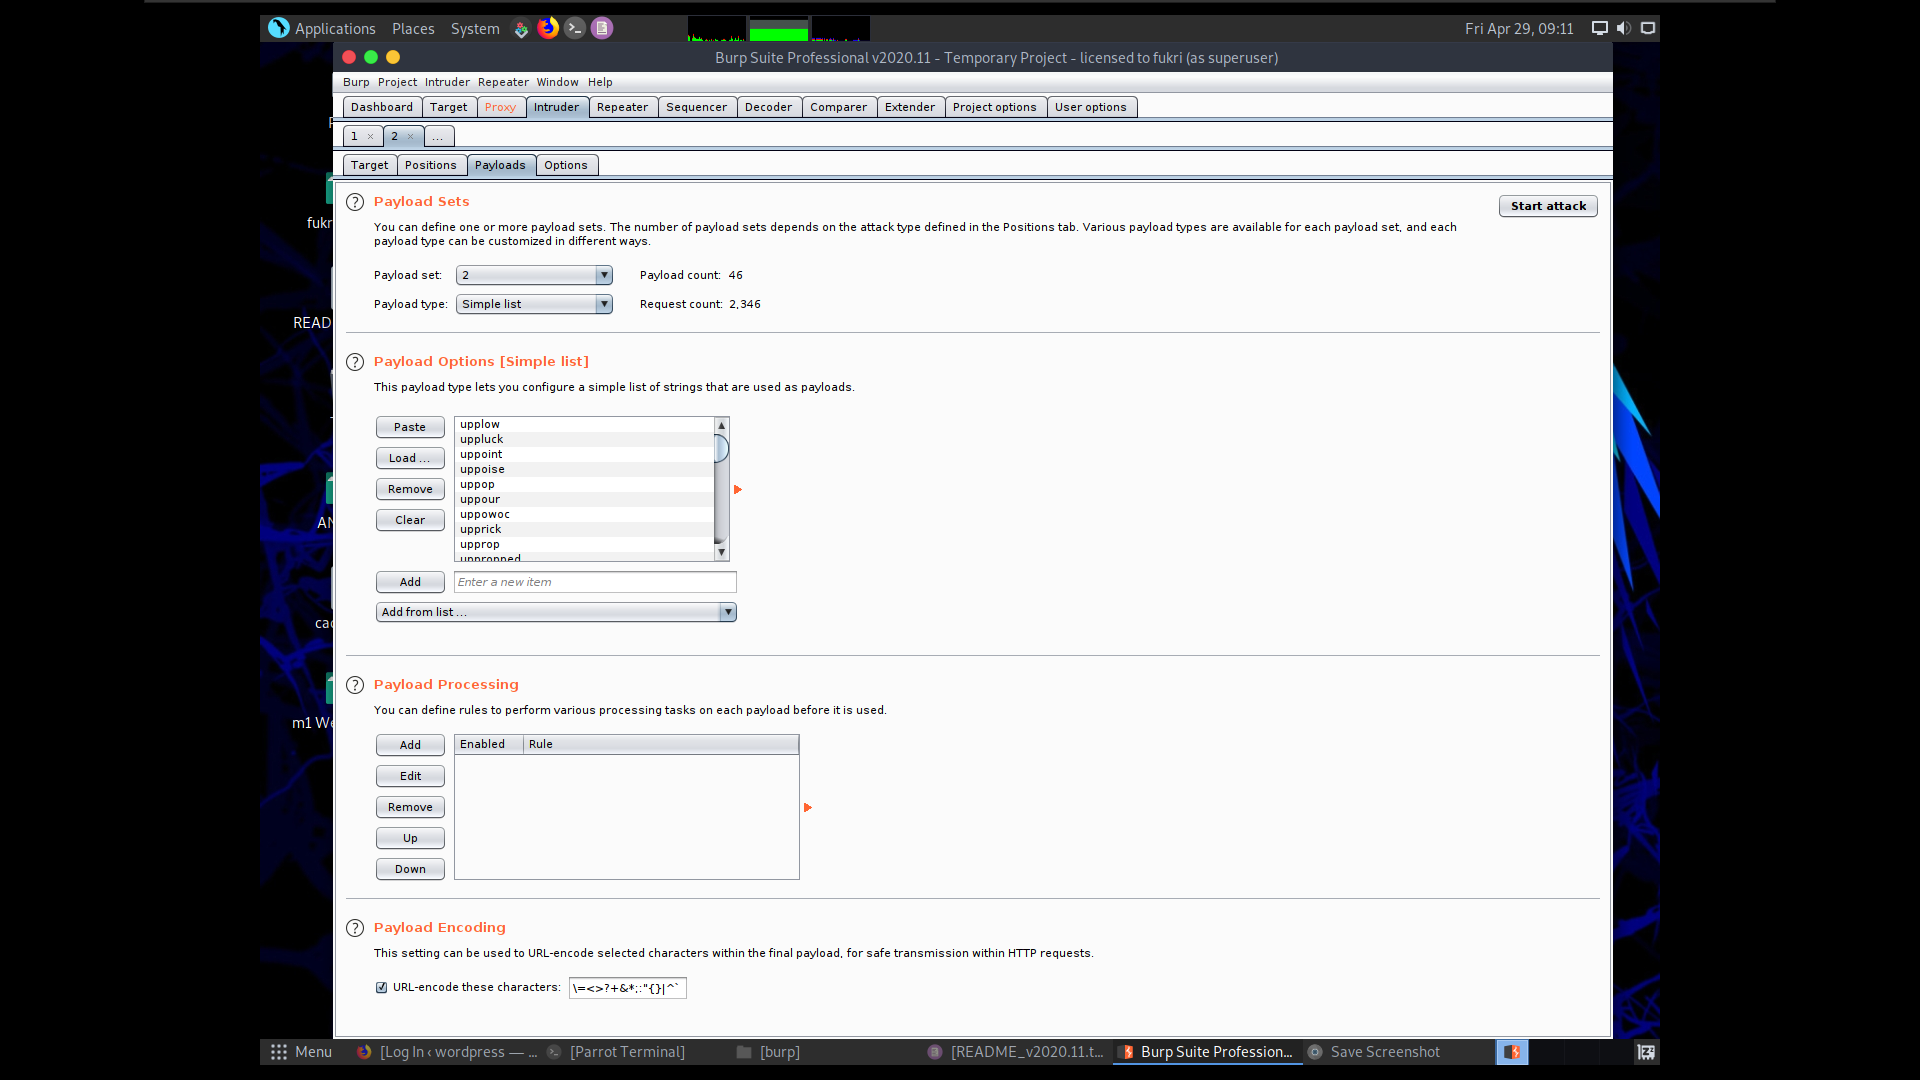 Applications Places System
Fri Apr 29, 09:11
Burp Suite Professional v2020.11 - Temporary Project - licensed to fukri (as superuser)
Burp Project Intruder Repeater Window Help
Dashboard Target Proxy Intruder Repeater Sequencer Decoder Comparer Extender Project options User options
1 × 2 × ...
Target Positions Payloads Options
? Payload Sets
Start attack
You can define one or more payload sets. The number of payload sets depends on the attack type defined in the Positions tab. Various payload types are available for each payload set, and each
payload type can be customized in different ways.
Payload set: 2 Payload count: 46
Payload type: Simple list Request count: 2,346
? Payload Options [Simple list]
This payload type lets you configure a simple list of strings that are used as payloads.
Paste
Load ...
Remove
Clear
upplow
uppluck
uppoint
uppoise
uppop
uppour
uppowoc
upprick
upprop
uppropped
Add Enter a new item
Add from list ...
? Payload Processing
You can define rules to perform various processing tasks on each payload before it is used.
Add
Edit
Remove
Up
Down
Enabled Rule
? Payload Encoding
This setting can be used to URL-encode selected characters within the final payload, for safe transmission within HTTP requests.
URL-encode these characters: \=<>?+&*;:"{}|^`
fukr
READ
AN
cac
m1 We
Menu [Log In ‹ wordpress — ... [Parrot Terminal] [burp] [README_v2020.11.t... Burp Suite Profession... Save Screenshot